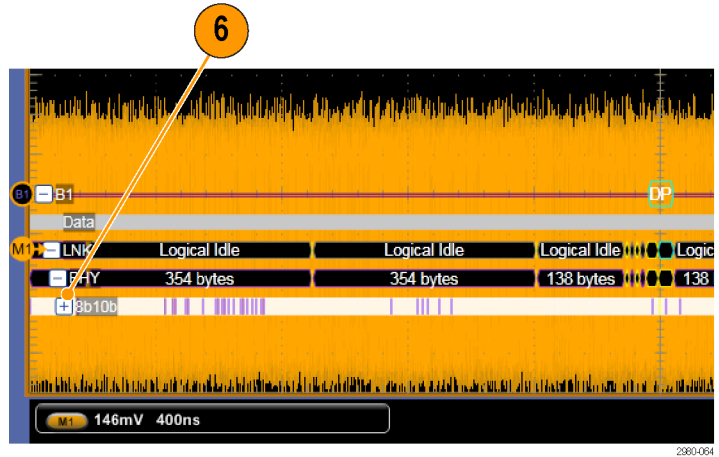 6
B1 B1 DP
Data
M1 LNK Logical Idle Logical Idle Logical Idle Logic
PHY 354 bytes 354 bytes 138 bytes 138
8b10b
M1 146mV 400ns
2980-064